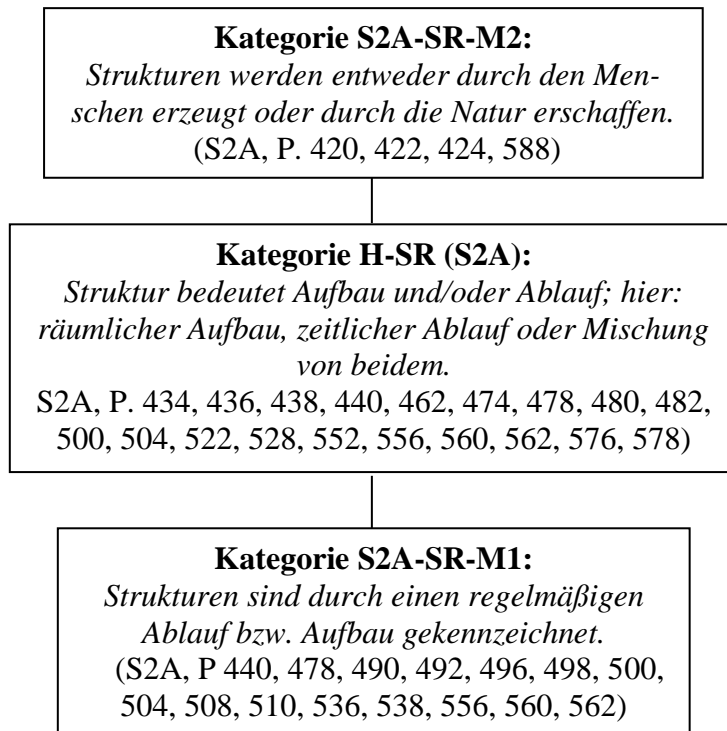 Kategorie S2A-SR-M2:
Strukturen werden entweder durch den Men-
schen erzeugt oder durch die Natur erschaffen.
(S2A, P. 420, 422, 424, 588)
Kategorie H-SR (S2A):
Struktur bedeutet Aufbau und/oder Ablauf; hier:
räumlicher Aufbau, zeitlicher Ablauf oder Mischung
von beidem.
S2A, P. 434, 436, 438, 440, 462, 474, 478, 480, 482,
500, 504, 522, 528, 552, 556, 560, 562, 576, 578)
Kategorie S2A-SR-M1:
Strukturen sind durch einen regelmäßigen
Ablauf bzw. Aufbau gekennzeichnet.
(S2A, P 440, 478, 490, 492, 496, 498, 500,
504, 508, 510, 536, 538, 556, 560, 562)